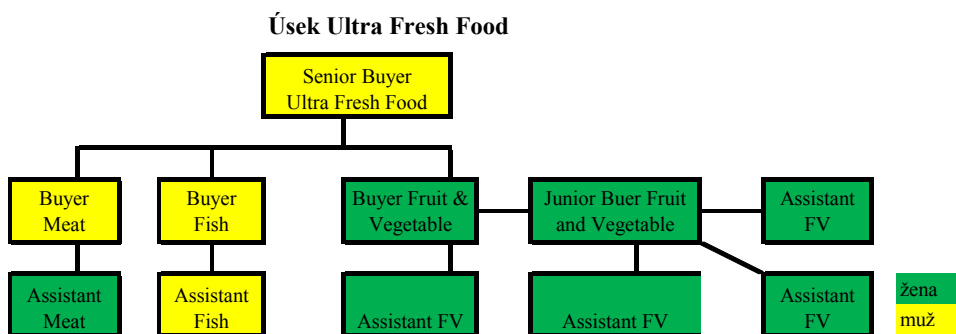 Úsek Ultra Fresh Food
Senior Buyer
Ultra Fresh Food
Buyer
Meat
Buyer
Fish
Buyer Fruit &
Vegetable
Junior Buer Fruit
and Vegetable
Assistant
FV
Assistant
Meat
Assistant
Fish
Assistant FV
Assistant FV
Assistant
FV
žena
muž